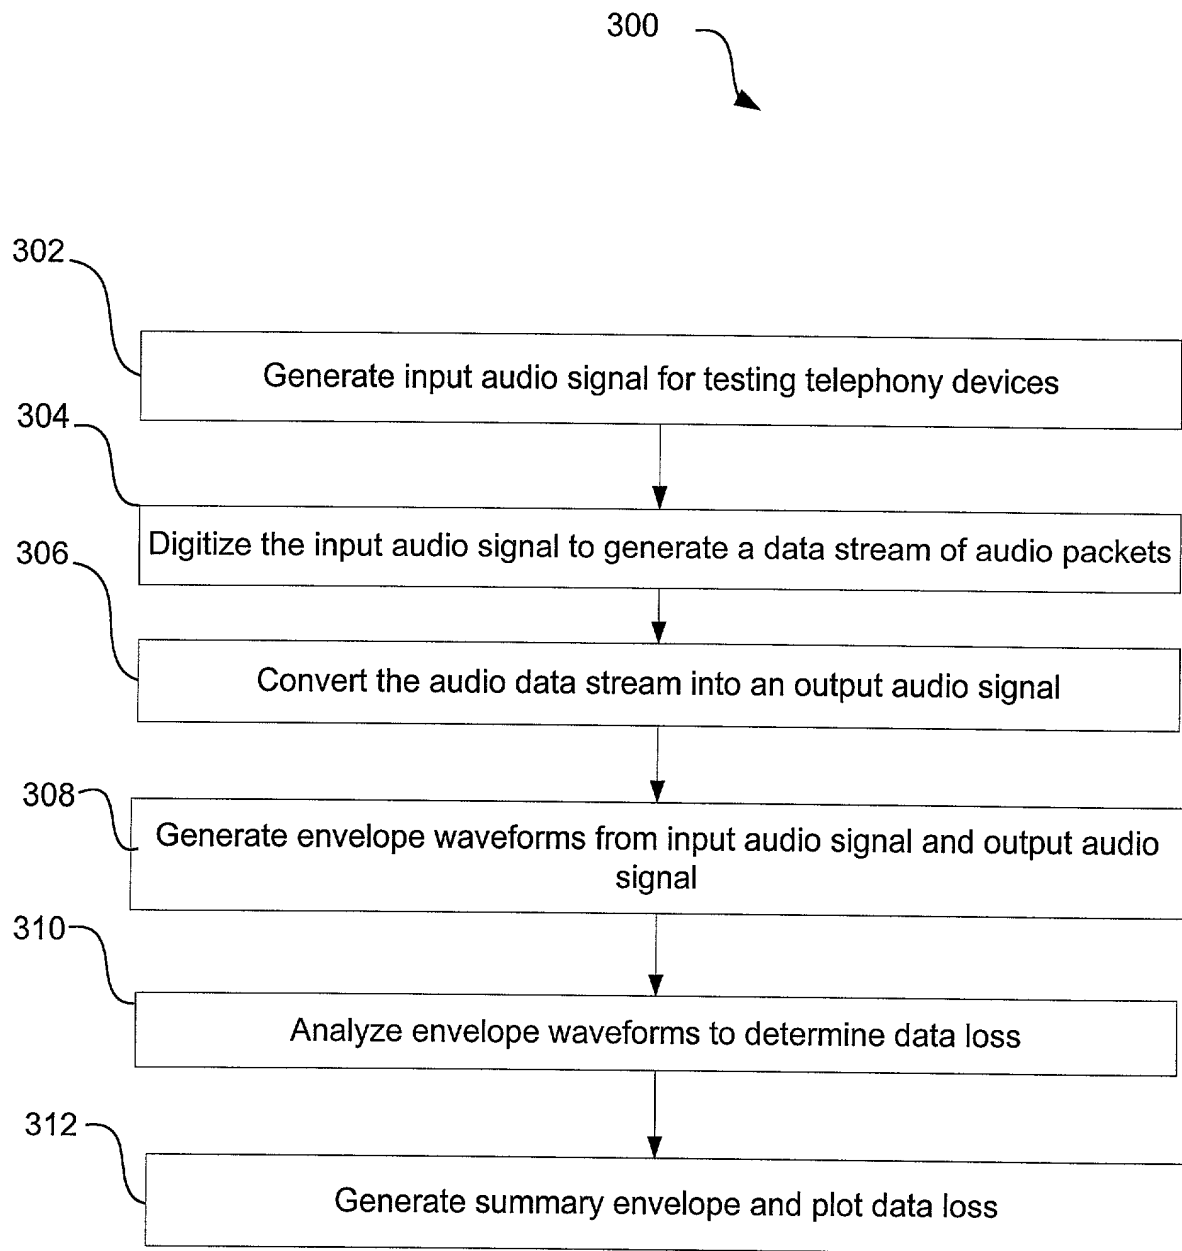 300
302
Generate input audio signal for testing telephony devices
304
Digitize the input audio signal to generate a data stream of audio packets
306
Convert the audio data stream into an output audio signal
308
Generate envelope waveforms from input audio signal and output audio
signal
310
Analyze envelope waveforms to determine data loss
312
Generate summary envelope and plot data loss